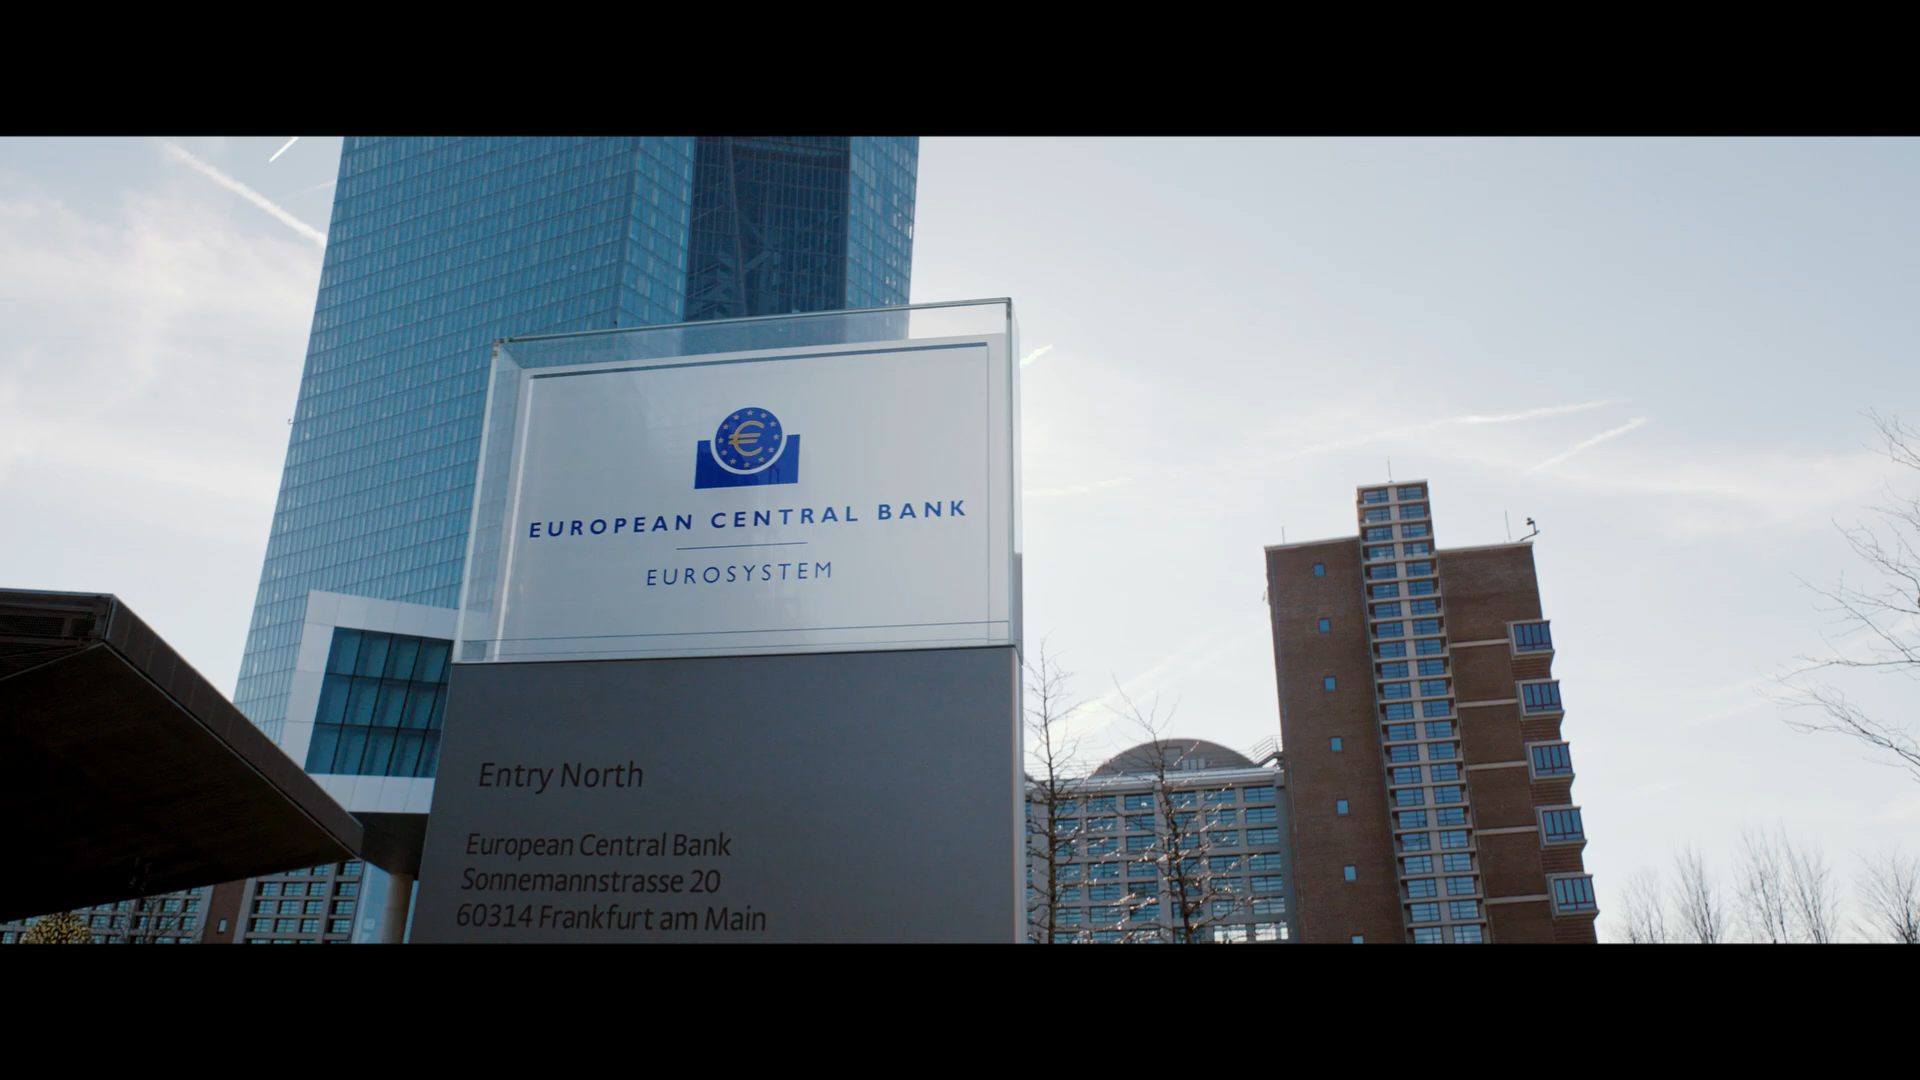 EUROPEAN CENTRAL BANK
EUROSYSTEM
Entry North
European Central Bank
Sonnemannstrasse 20
60314 Frankfurt am Main